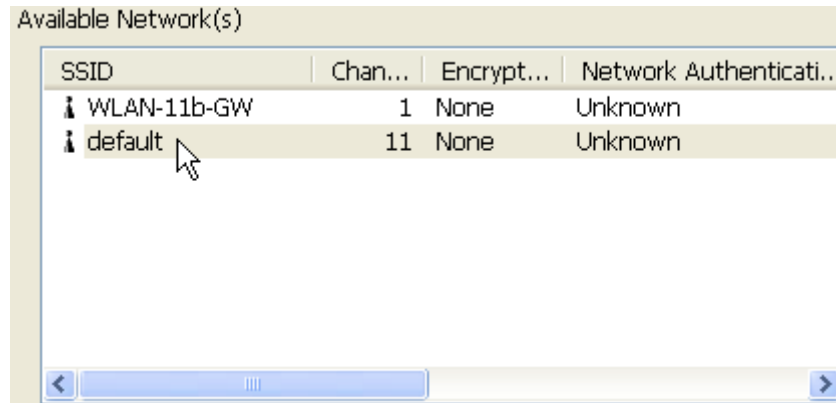 Available Network(s)
SSID Chan... Encrypt... Network Authenticati...
WLAN-11b-GW 1 None Unknown
default 11 None Unknown